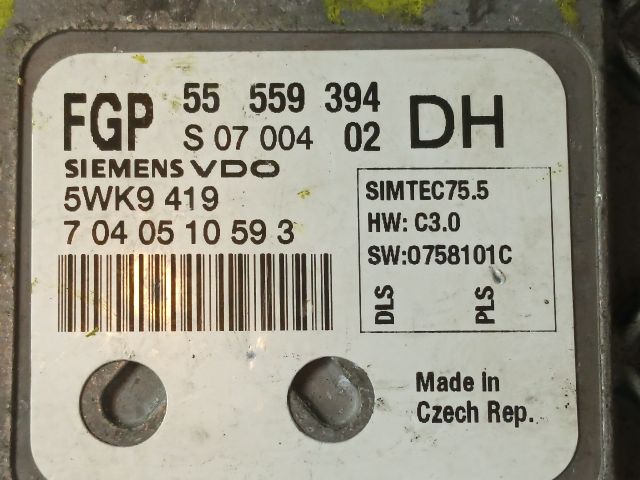 FGP 55 559 394 DH
S 07 004 02
SIEMENS VDO
5WK9 419
7 04 05 10 59 3
SIMTEC75.5
HW: C3.0
SW:0758101C
DLS PLS
Made in
Czech Rep.